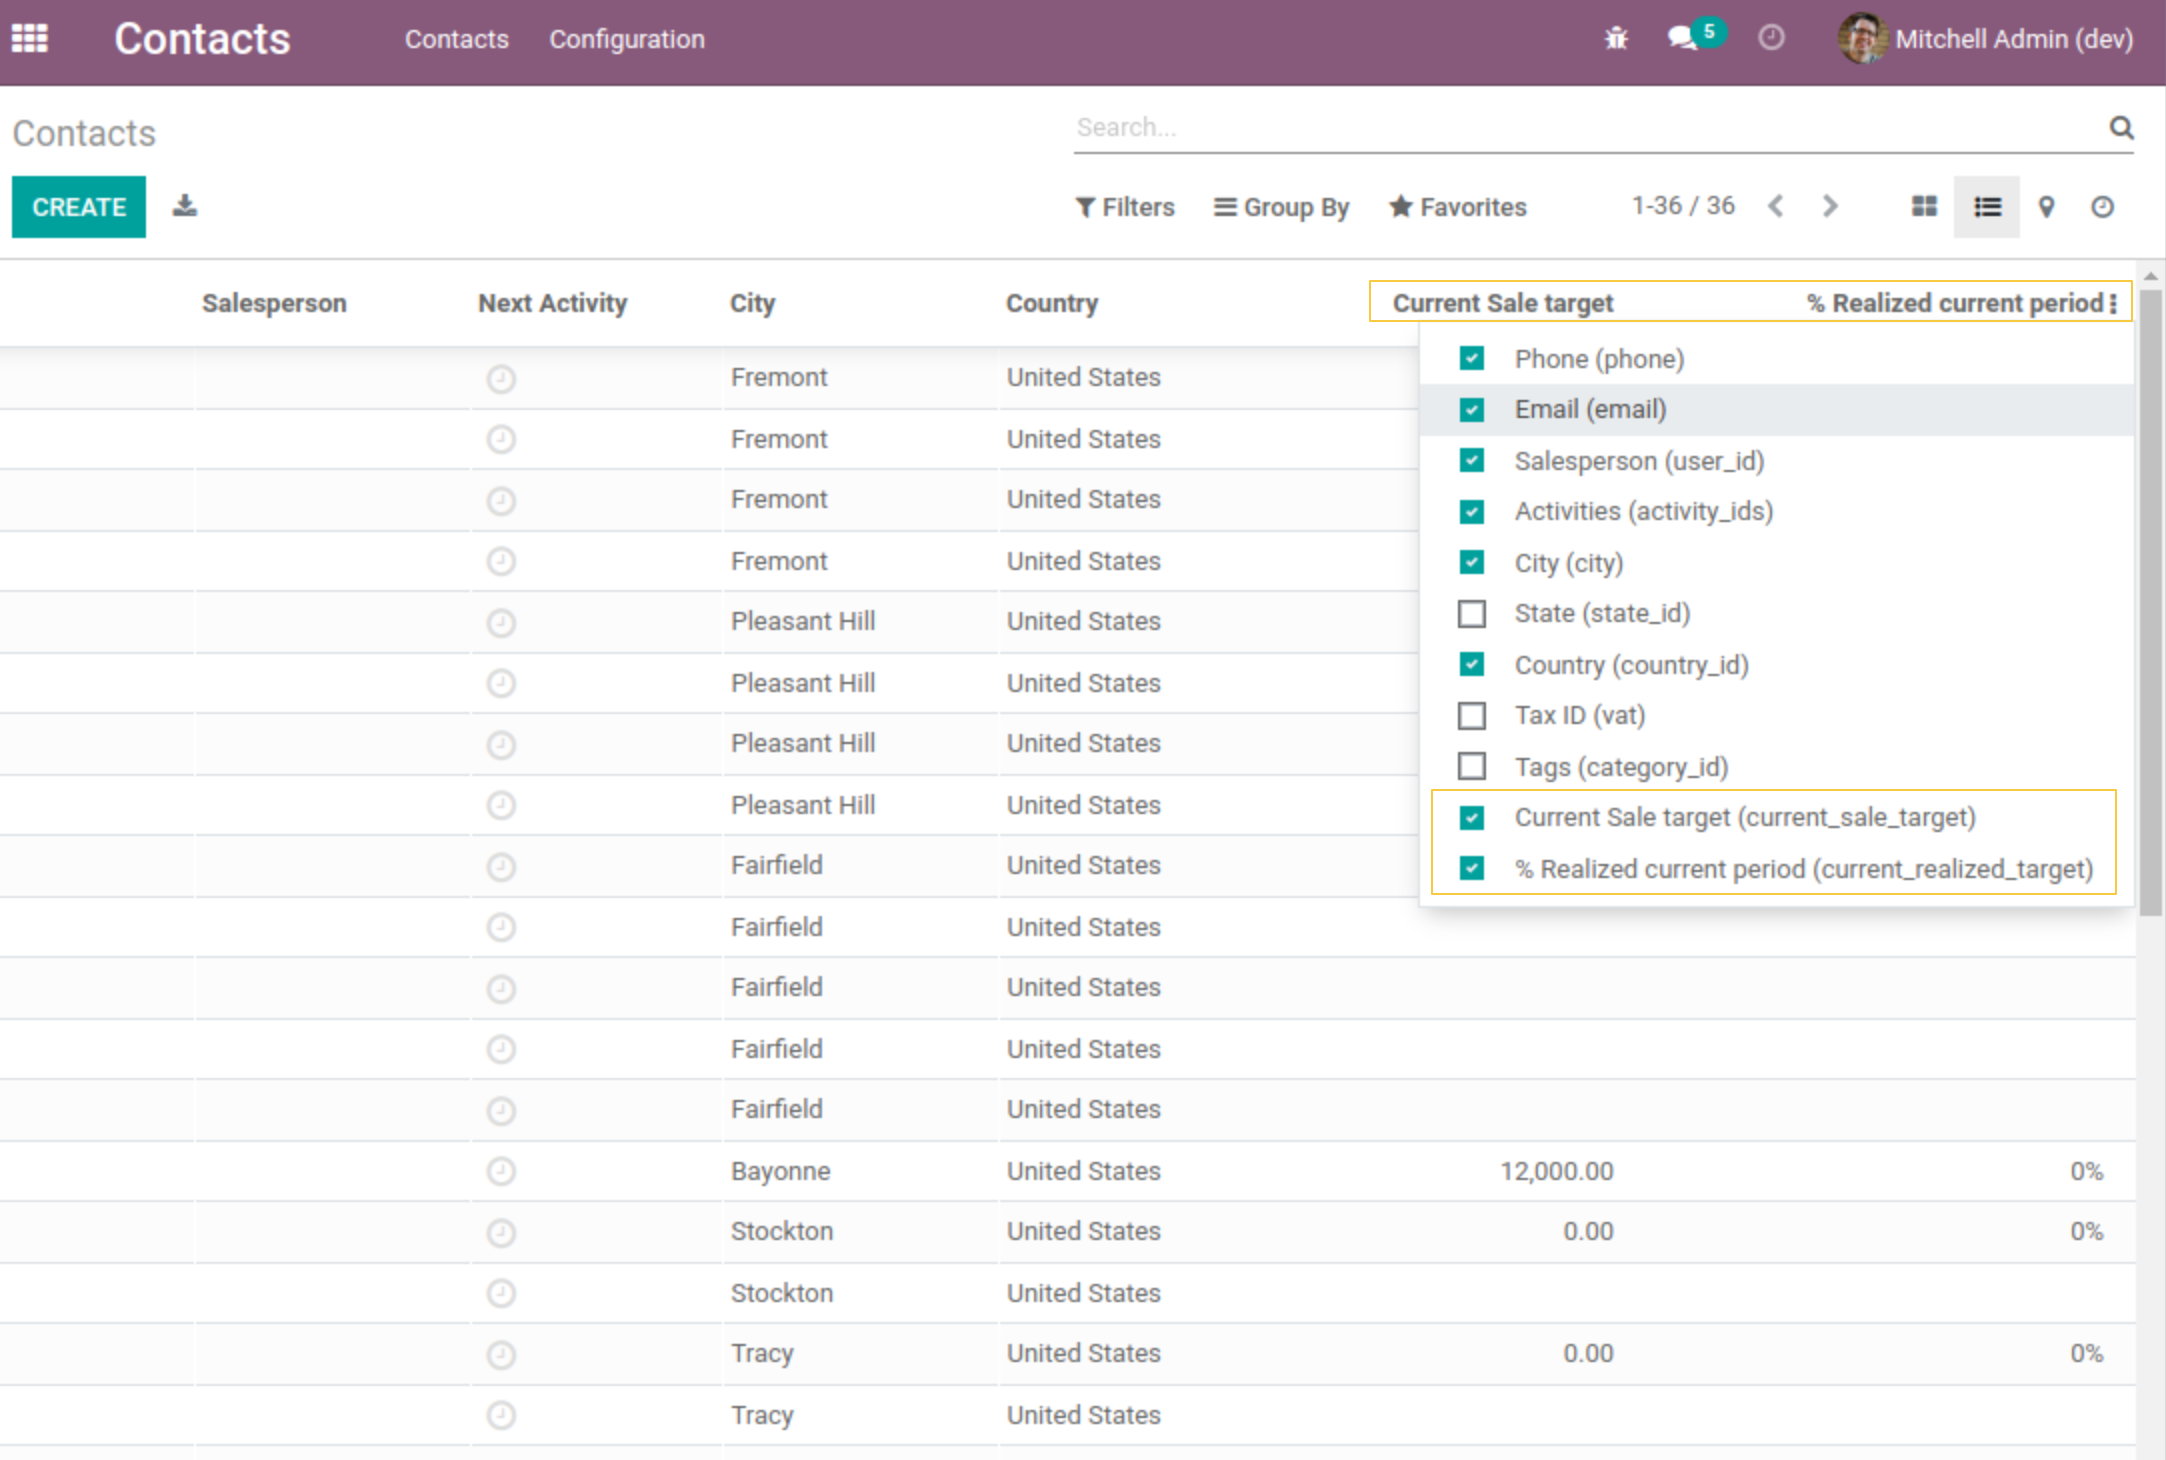 Contacts Contacts Configuration 5 Mitchell Admin (dev)
Contacts Search...
CREATE Filters Group By Favorites 1-36 / 36
Salesperson Next Activity City Country Current Sale target % Realized current period
Fremont United States
Fremont United States
Fremont United States
Fremont United States
Pleasant Hill United States
Pleasant Hill United States
Pleasant Hill United States
Pleasant Hill United States
Fairfield United States
Fairfield United States
Fairfield United States
Fairfield United States
Fairfield United States
Bayonne United States 12,000.00 0%
Stockton United States 0.00 0%
Stockton United States
Tracy United States 0.00 0%
Tracy United States
Phone (phone)
Email (email)
Salesperson (user_id)
Activities (activity_ids)
City (city)
State (state_id)
Country (country_id)
Tax ID (vat)
Tags (category_id)
Current Sale target (current_sale_target)
% Realized current period (current_realized_target)